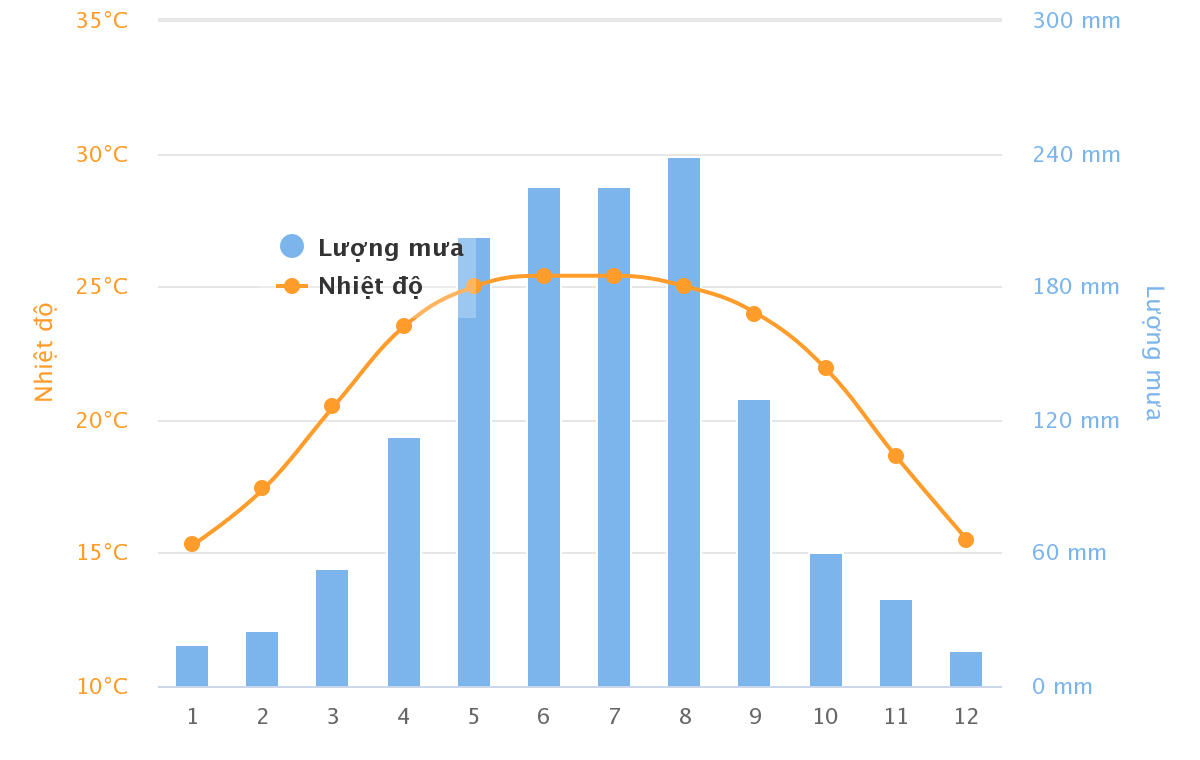 35°C
300 mm
30°C
240 mm
Lượng mưa
Nhiệt độ
25°C
180 mm
Nhiệt độ
Lượng mưa
20°C
120 mm
15°C
60 mm
10°C
0 mm
1 2 3 4 5 6 7 8 9 10 11 12